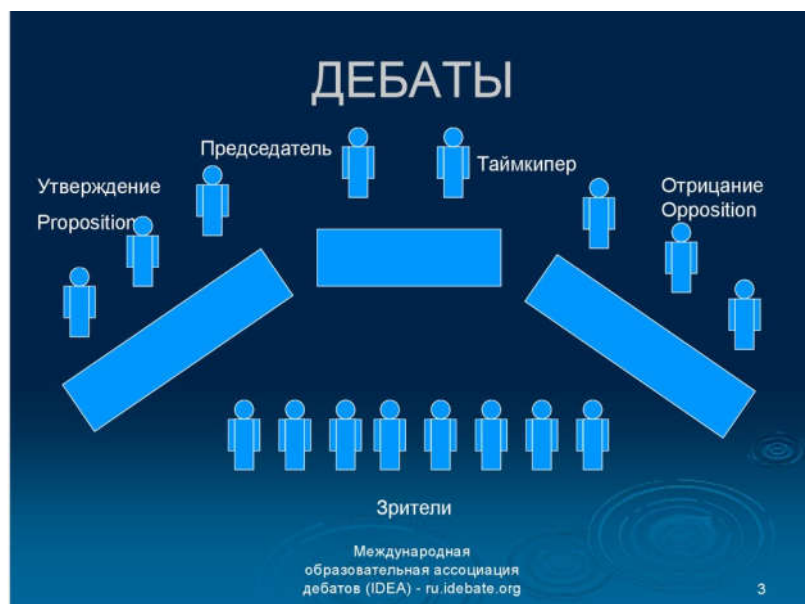 ДЕБАТЫ
Председатель
Таймкипер
Утверждение
Proposition
Отрицание
Opposition
Зрители
Международная
образовательная ассоциация
дебатов (IDEA) - ru.idebate.org
3